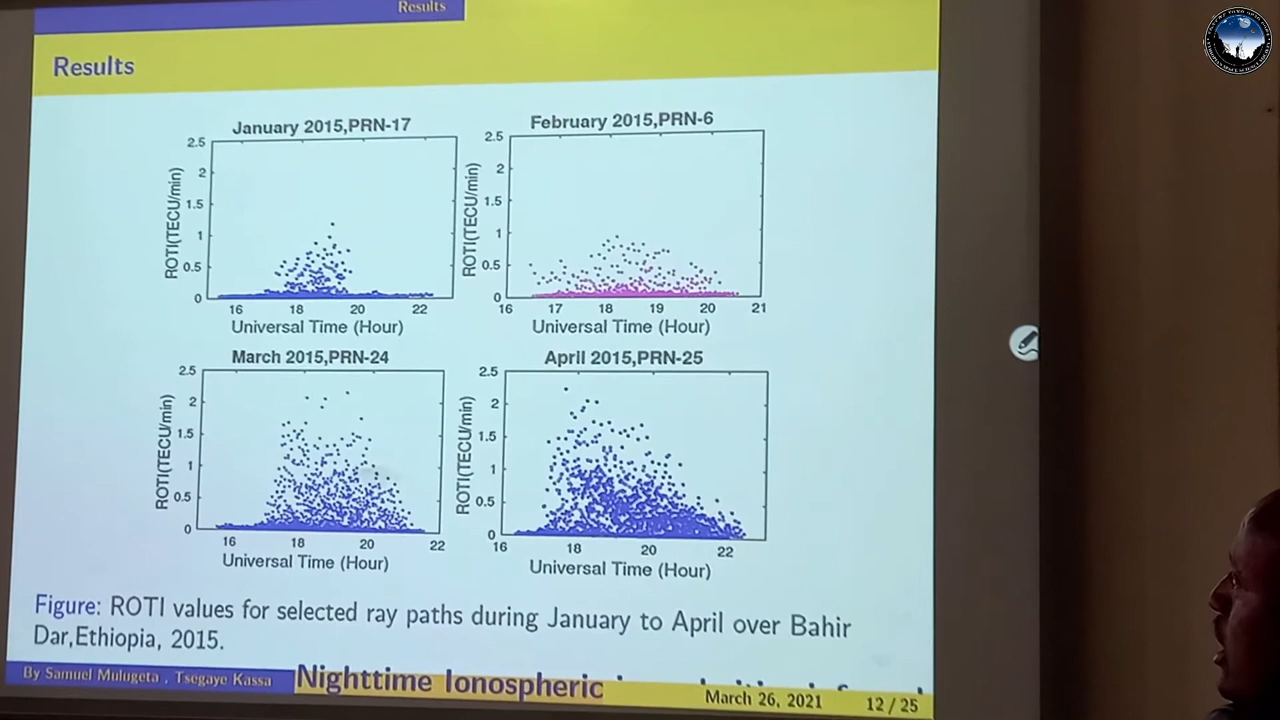 Results
Results
January 2015,PRN-17
2.5
2
1.5
1
0.5
0
ROTI(TECU/min)
16 18 20 22
Universal Time (Hour)
February 2015,PRN-6
2.5
2
1.5
1
0.5
0
ROTI(TECU/min)
16 17 18 19 20 21
Universal Time (Hour)
March 2015,PRN-24
2.5
2
1.5
1
0.5
0
ROTI(TECU/min)
16 18 20 22
Universal Time (Hour)
April 2015,PRN-25
2.5
2
1.5
1
0.5
0
ROTI(TECU/min)
16 18 20 22
Universal Time (Hour)
Figure: ROTI values for selected ray paths during January to April over Bahir
Dar,Ethiopia, 2015.
By Samuel Mulugeta , Tsegaye Kassa
Nighttime Ionospheric
March 26, 2021 12 / 25